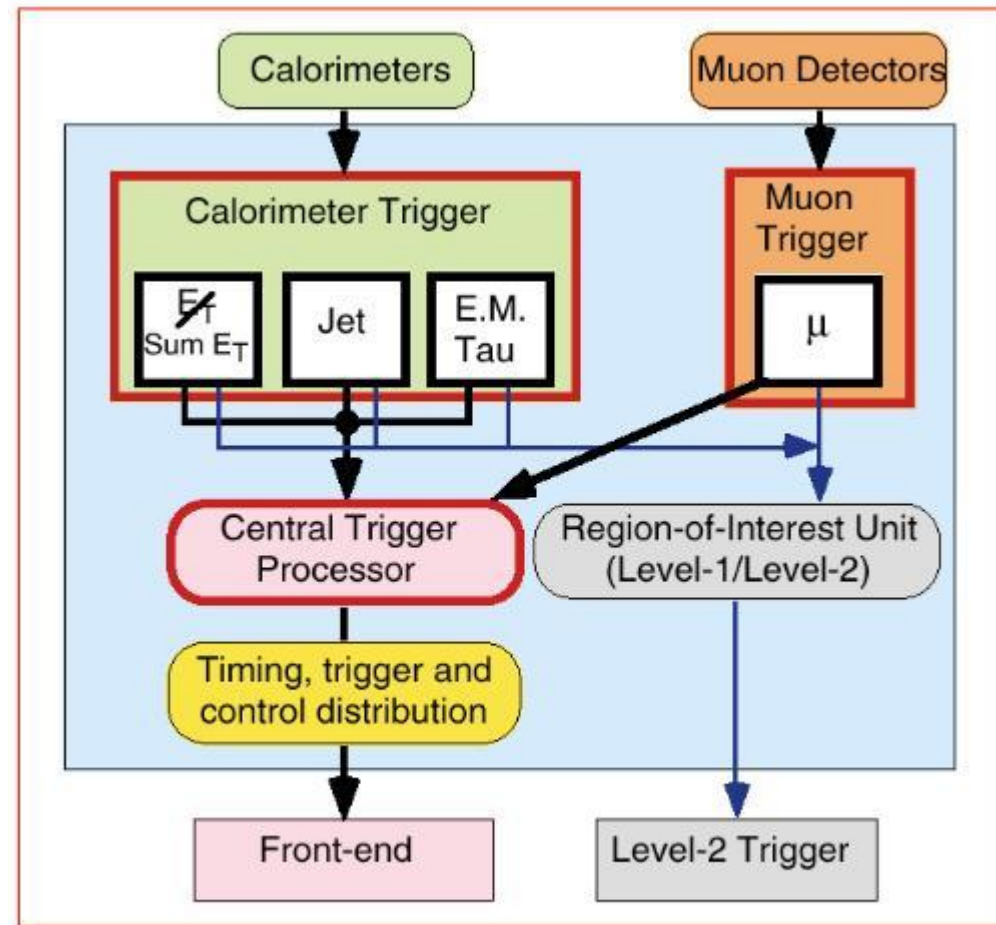 Calorimeters
Muon Detectors
Calorimeter Trigger
Muon
Trigger
E̸T
Sum ET
Jet
E.M.
Tau
μ
Central Trigger
Processor
Region-of-Interest Unit
(Level-1/Level-2)
Timing, trigger and
control distribution
Front-end
Level-2 Trigger